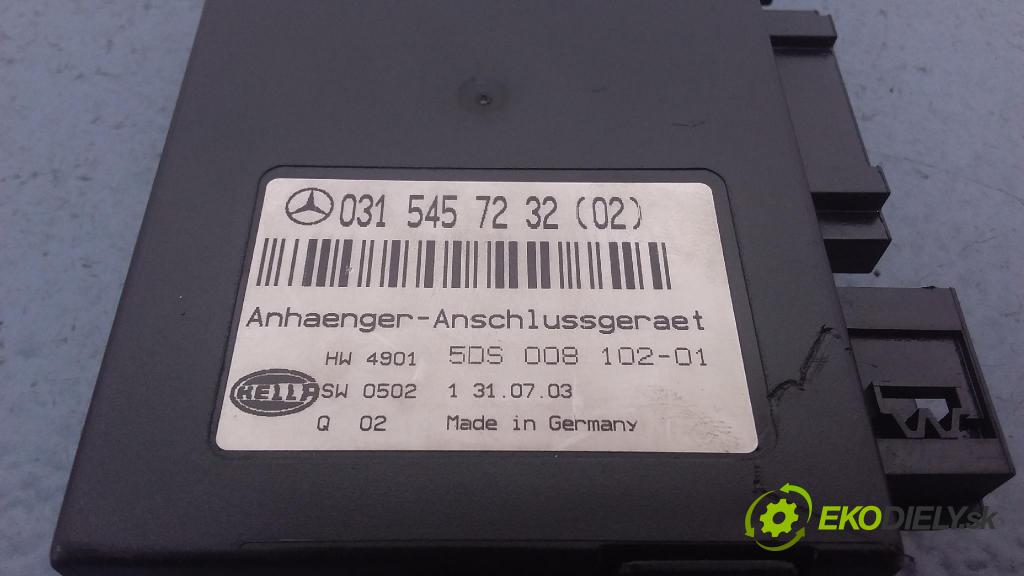 031 545 72 32 (02)
Anhaenger-Anschlussgeraet
HW 4901 5DS 008 102-01
HELLA SW 0502 1 31.07.03
Q 02 Made in Germany
EKODIELY.sk